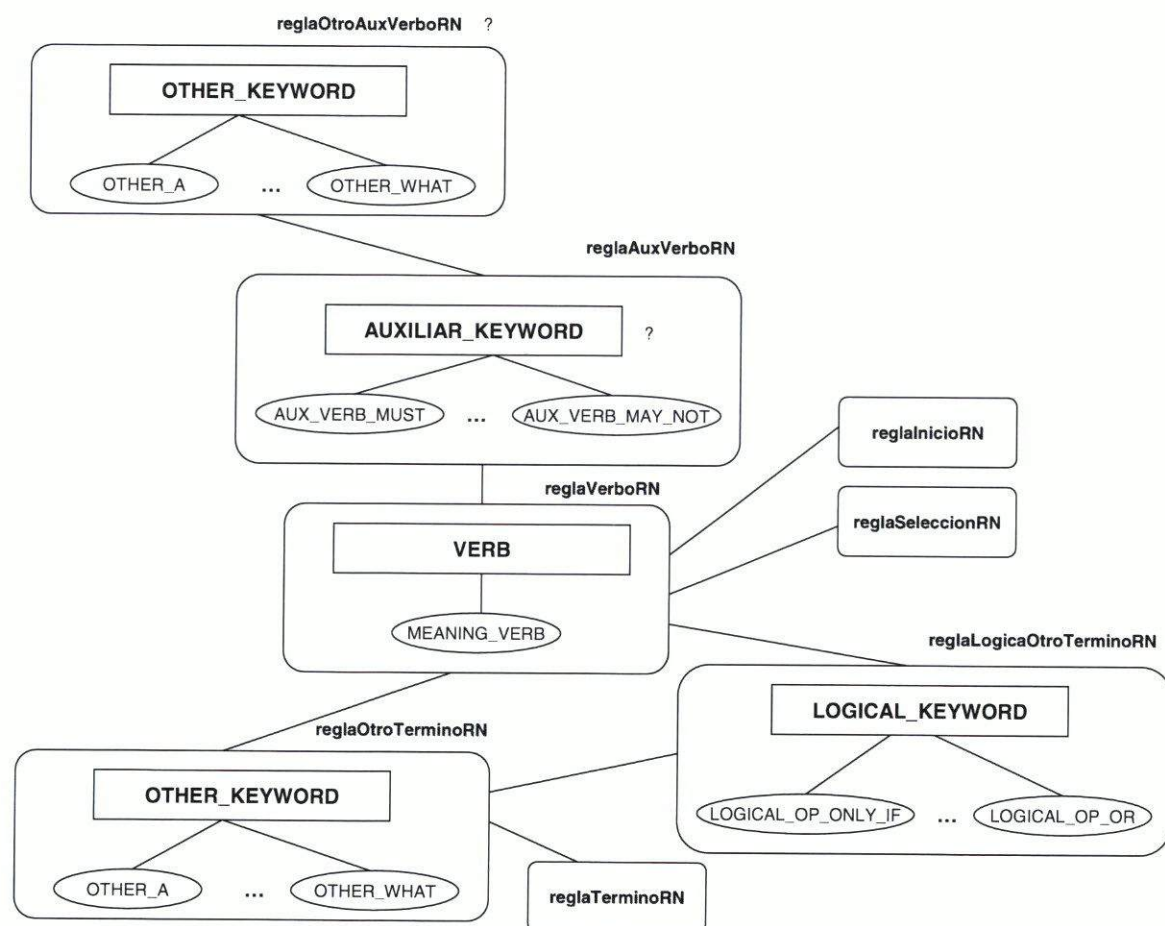 reglaOtroAuxVerboRN ?
OTHER_KEYWORD
OTHER_A ... OTHER_WHAT
reglaAuxVerboRN
AUXILIAR_KEYWORD ?
AUX_VERB_MUST ... AUX_VERB_MAY_NOT
reglaInicioRN
reglaVerboRN
reglaSeleccionRN
VERB
MEANING_VERB
reglaLogicaOtroTerminoRN
LOGICAL_KEYWORD
reglaOtroTerminoRN
OTHER_KEYWORD
LOGICAL_OP_ONLY_IF ... LOGICAL_OP_OR
OTHER_A ... OTHER_WHAT
reglaTerminoRN